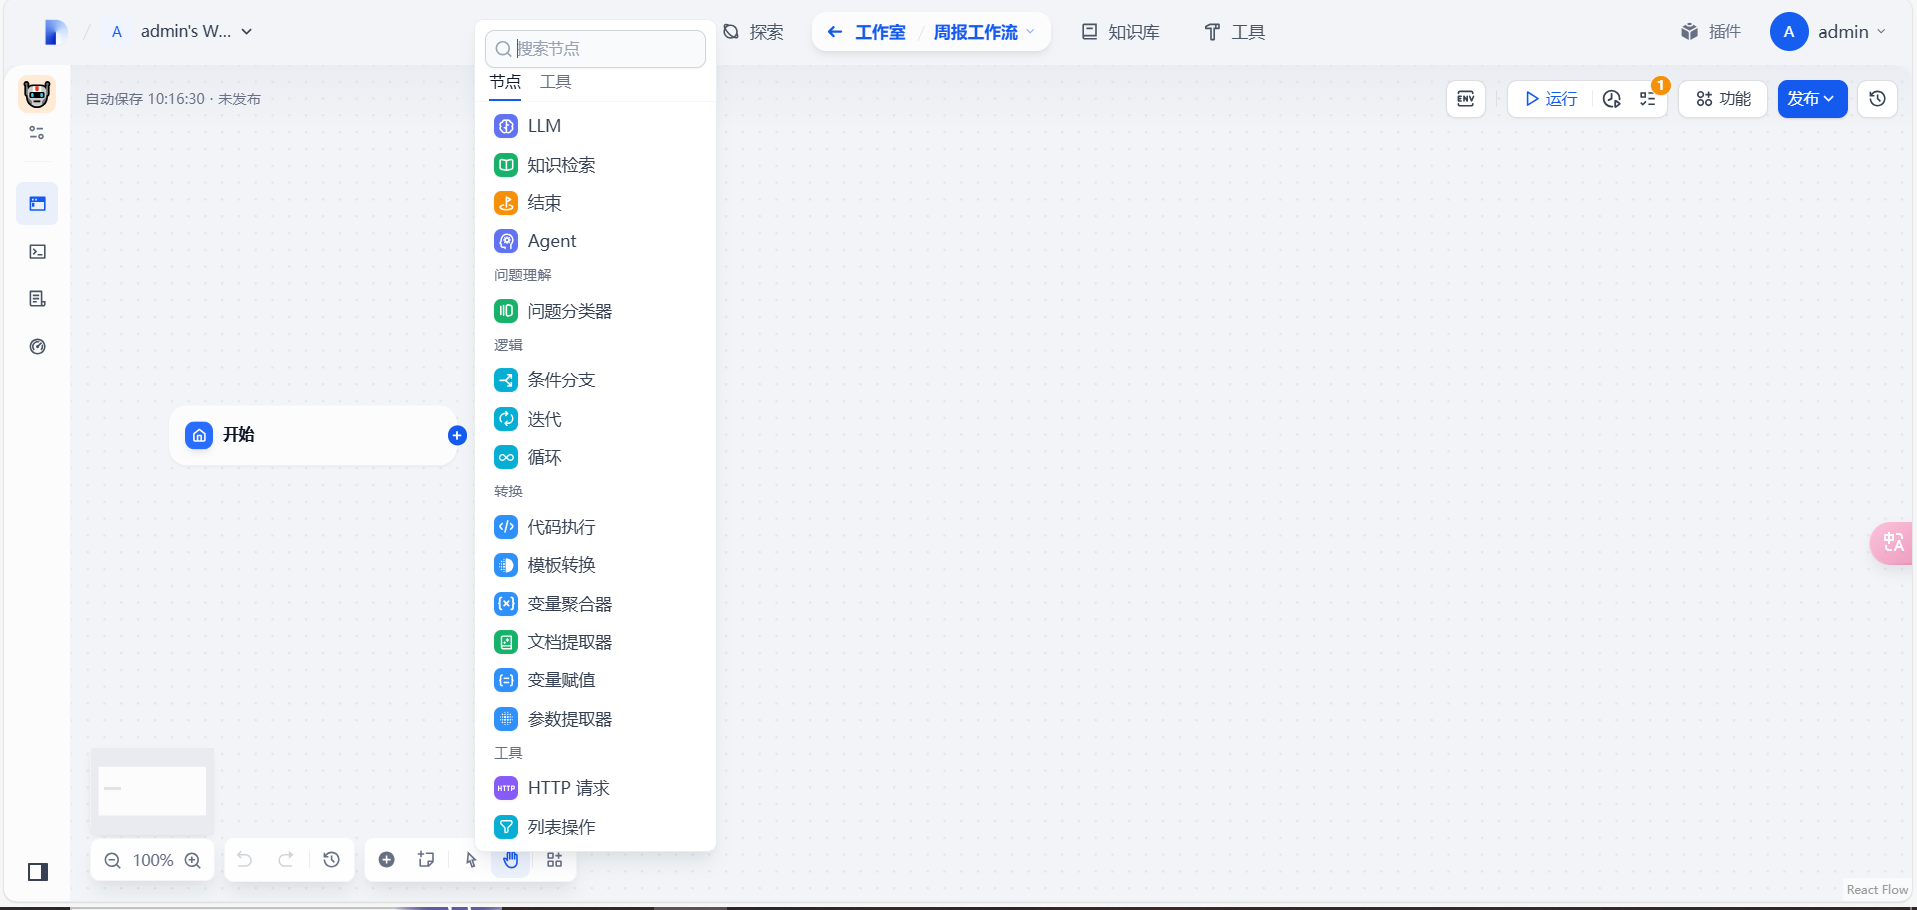 A admin's W...
探索
工作室 / 周报工作流
知识库
工具
插件
A admin
自动保存 10:16:30 · 未发布
搜索节点
节点 工具
ENV
运行
1
功能
发布
LLM
知识检索
结束
Agent
问题理解
问题分类器
逻辑
条件分支
迭代
循环
开始
转换
代码执行
模板转换
变量聚合器
文档提取器
变量赋值
参数提取器
工具
HTTP HTTP 请求
列表操作
中A
100%
React Flow